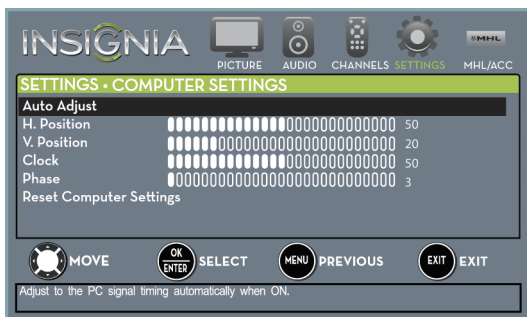 INSIGNIA
PICTURE AUDIO CHANNELS SETTINGS MHL MHL/ACC
SETTINGS • COMPUTER SETTINGS
Auto Adjust
H. Position 50
V. Position 20
Clock 50
Phase 3
Reset Computer Settings
MOVE OK ENTER SELECT MENU PREVIOUS EXIT EXIT
Adjust to the PC signal timing automatically when ON.